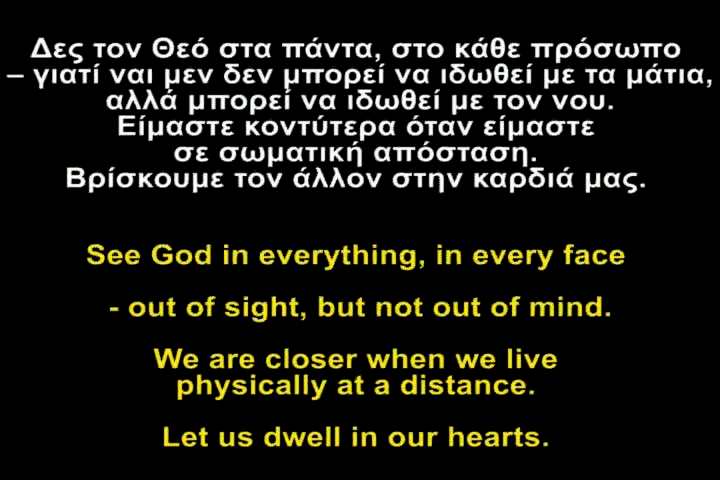 Δες τον Θεό στα πάντα, στο κάθε πρόσωπο
– γιατί ναι μεν δεν μπορεί να ιδωθεί με τα μάτια,
αλλά μπορεί να ιδωθεί με τον νου.
Είμαστε κοντύτερα όταν είμαστε
σε σωματική απόσταση.
Βρίσκουμε τον άλλον στην καρδιά μας.
See God in everything, in every face
- out of sight, but not out of mind.
We are closer when we live
physically at a distance.
Let us dwell in our hearts.